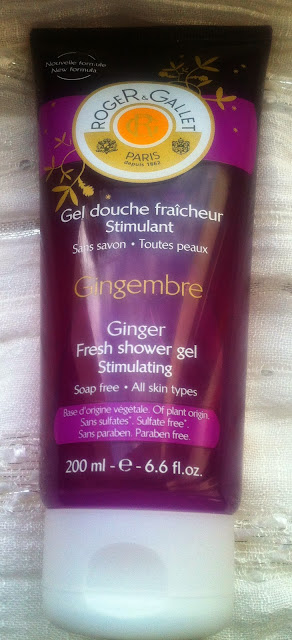 Nouvelle formule
New formula
ROGER & GALLET
PARIS
depuis 1862
Gel douche fraîcheur
Stimulant
Sans savon • Toutes peaux
Gingembre
Ginger
Fresh shower gel
Stimulating
Soap free • All skin types
Base d'origine végétale. Of plant origin.
Sans sulfates*. Sulfate free*.
Sans paraben. Paraben free.
200 ml - e - 6.6 fl.oz.